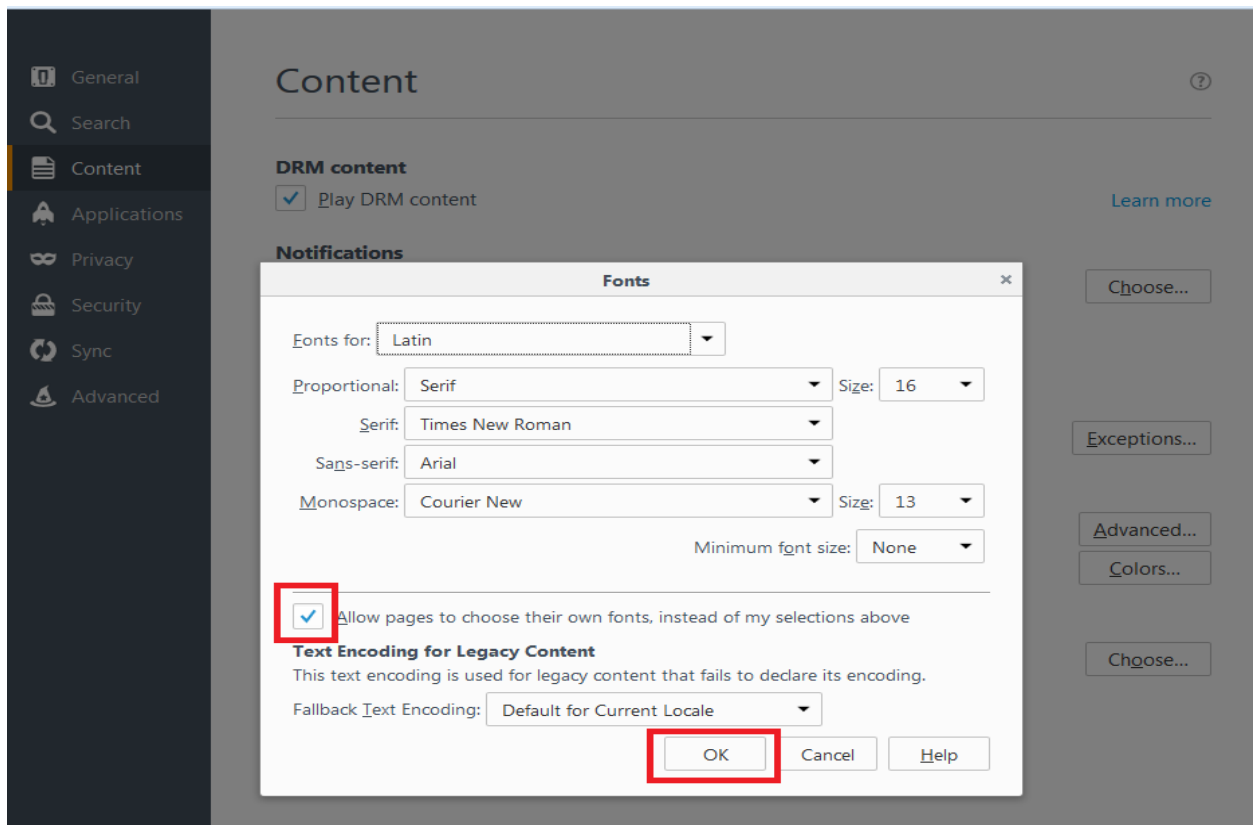 General
Search
Content
Applications
Privacy
Security
Sync
Advanced
Content
?
DRM content
Play DRM content
Learn more
Notifications
Choose...
Exceptions...
Advanced...
Colors...
Choose...
Fonts
Fonts for: Latin
Proportional: Serif Size: 16
Serif: Times New Roman
Sans-serif: Arial
Monospace: Courier New Size: 13
Minimum font size: None
Allow pages to choose their own fonts, instead of my selections above
Text Encoding for Legacy Content
This text encoding is used for legacy content that fails to declare its encoding.
Fallback Text Encoding: Default for Current Locale
OK Cancel Help